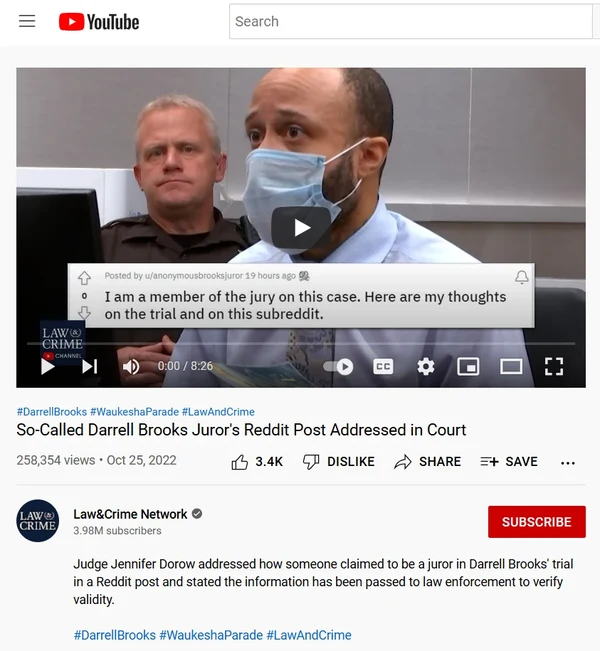 YouTube
Search
Posted by u/anonymousbrooksjuror 19 hours ago
0
I am a member of the jury on this case. Here are my thoughts
on the trial and on this subreddit.
LAW &
CRIME
CHANNEL
0:00 / 8:26
CC
#DarrellBrooks #WaukeshaParade #LawAndCrime
So-Called Darrell Brooks Juror's Reddit Post Addressed in Court
258,354 views • Oct 25, 2022
3.4K
DISLIKE
SHARE
SAVE
LAW &
CRIME
Law&Crime Network
3.98M subscribers
SUBSCRIBE
Judge Jennifer Dorow addressed how someone claimed to be a juror in Darrell Brooks' trial
in a Reddit post and stated the information has been passed to law enforcement to verify
validity.
#DarrellBrooks #WaukeshaParade #LawAndCrime